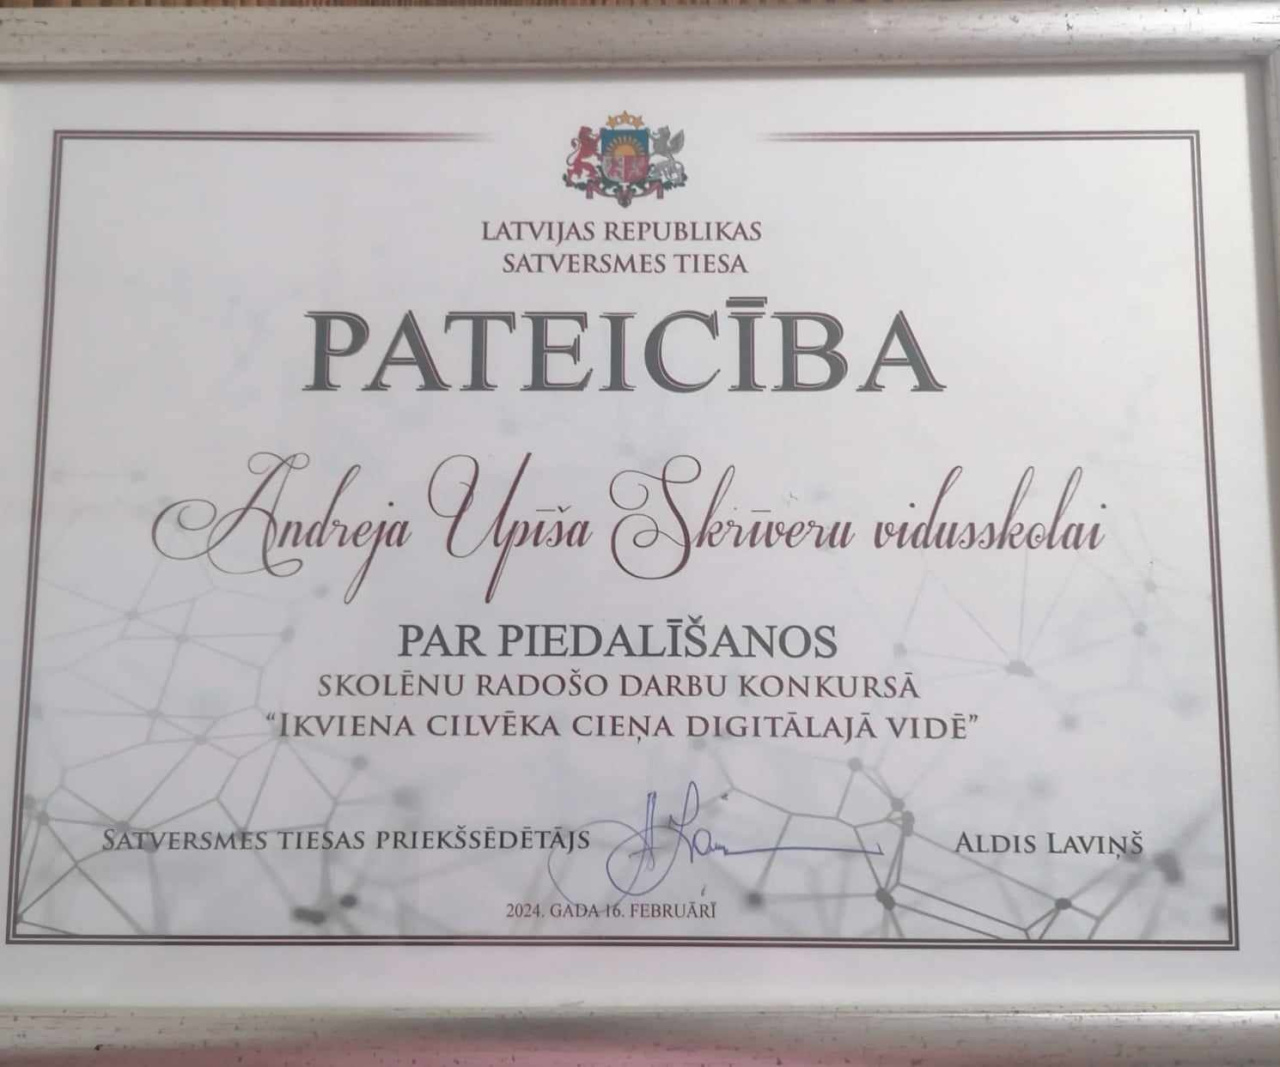 LATVIJAS REPUBLIKAS
SATVERSMES TIESA
PATEICĪBA
Andreja Upīša Skrīveru vidusskolai
PAR PIEDALĪŠANOS
SKOLĒNU RADOŠO DARBU KONKURSĀ
“IKVIENA CILVĒKA CIEŅA DIGITĀLAJĀ VIDĒ”
SATVERSMES TIESAS PRIEKŠSĒDĒTĀJS ALDIS LAVIŅŠ
2024. GADA 16. FEBRUĀRĪ